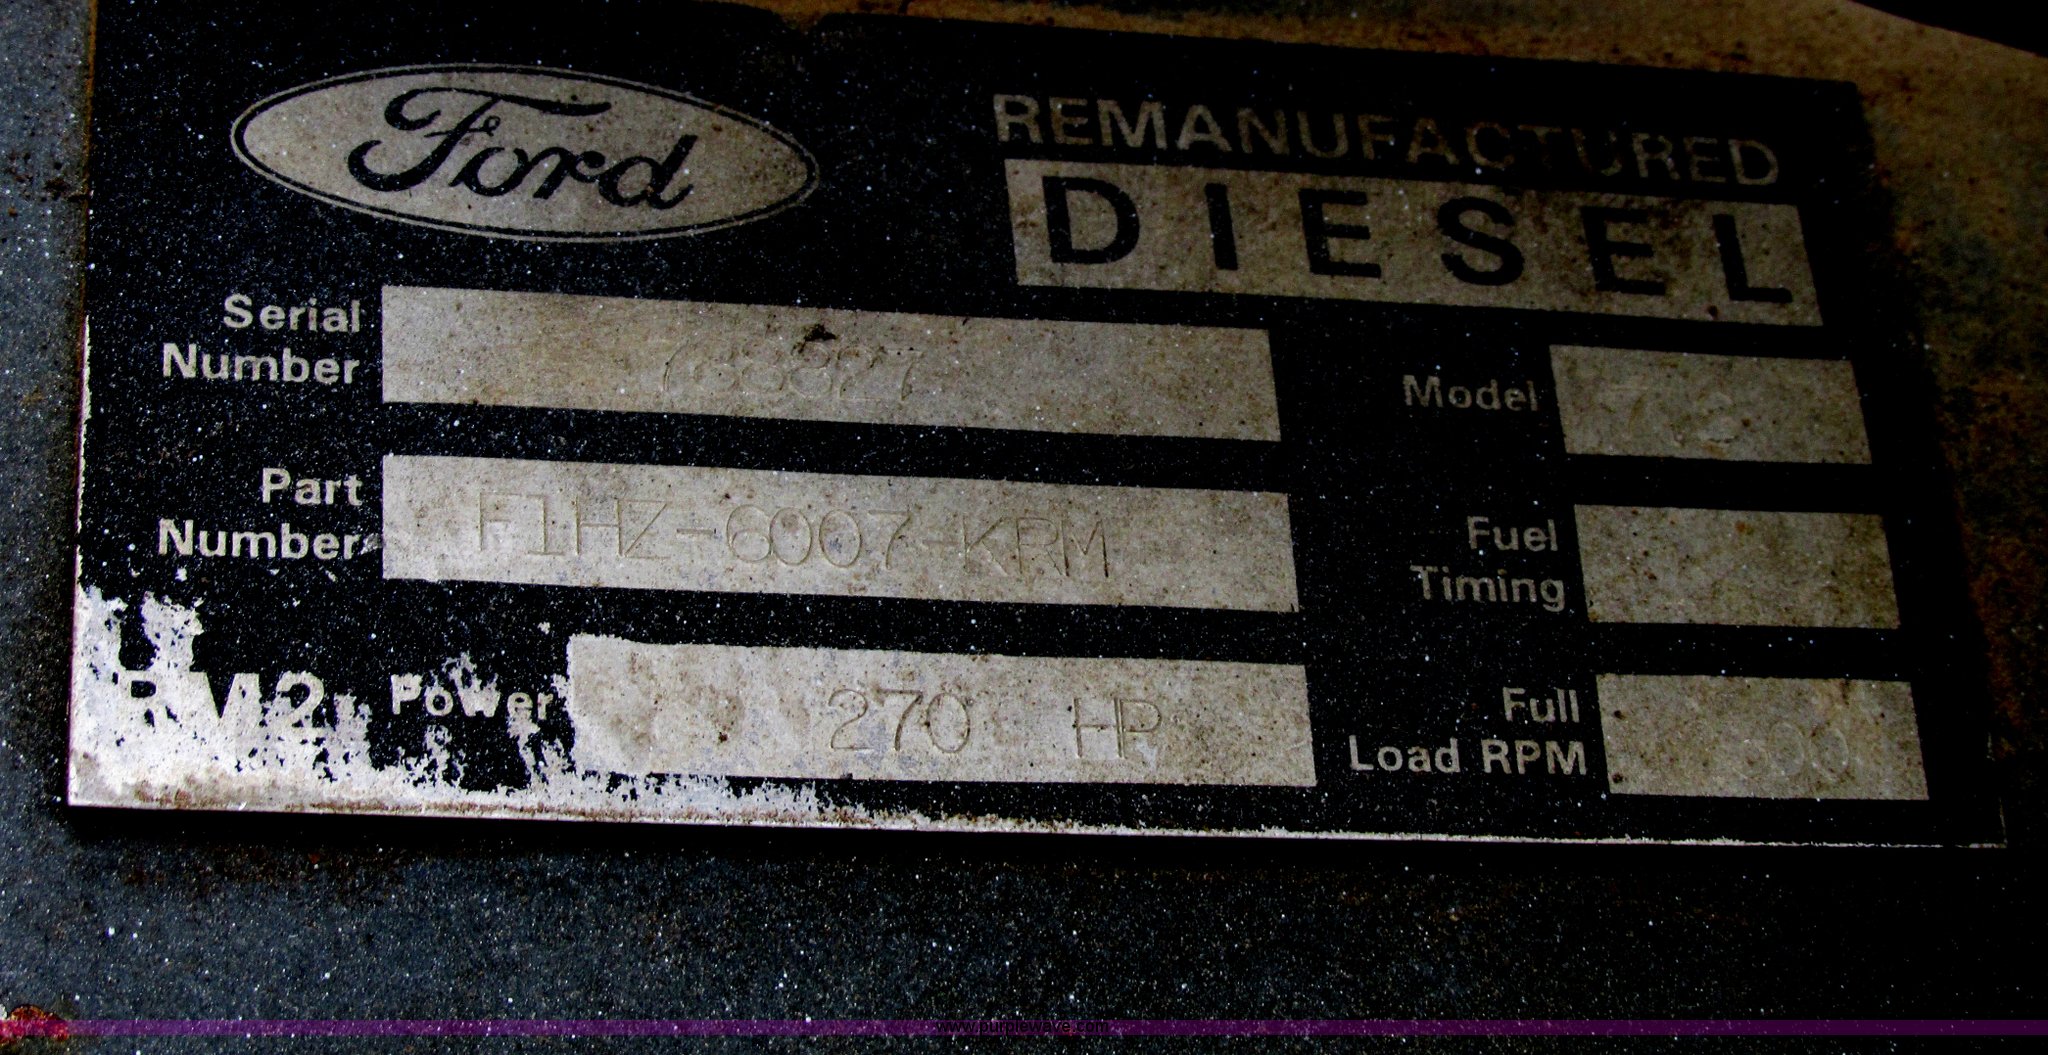 Ford
REMANUFACTURED
DIESEL
Serial
Number
Model
Part
Number F1HZ-6007-KRM
Fuel
Timing
RM2 Power 270 HP
Full
Load RPM
www.purplewave.com